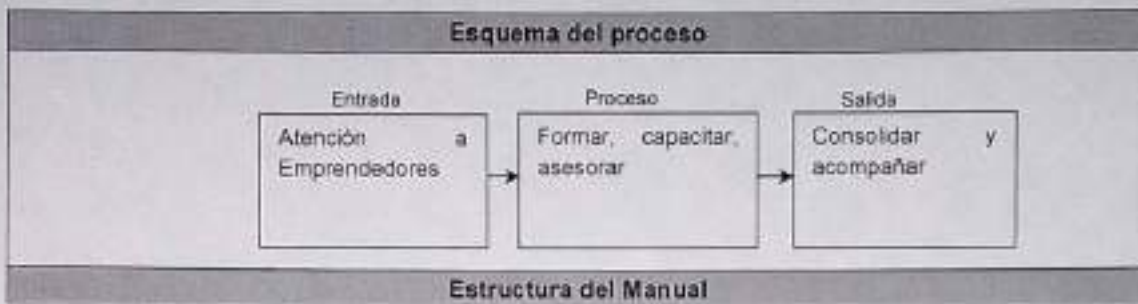 Esquema del proceso
Entrada Proceso Salida
Atención a Formar, capacitar, Consolidar y
Emprendedores asesorar acompañar
Estructura del Manual